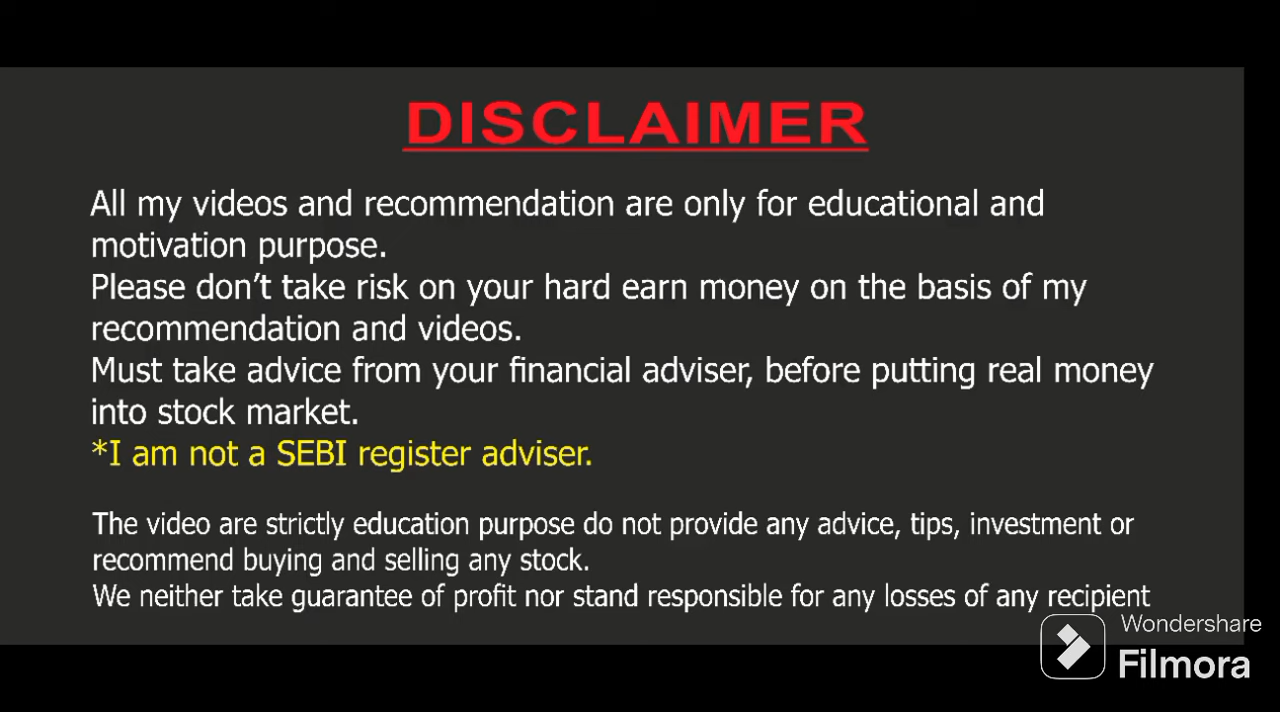 DISCLAIMER
All my videos and recommendation are only for educational and
motivation purpose.
Please don't take risk on your hard earn money on the basis of my
recommendation and videos.
Must take advice from your financial adviser, before putting real money
into stock market.
*I am not a SEBI register adviser.
The video are strictly education purpose do not provide any advice, tips, investment or
recommend buying and selling any stock.
We neither take guarantee of profit nor stand responsible for any losses of any recipient
Wondershare
Filmora